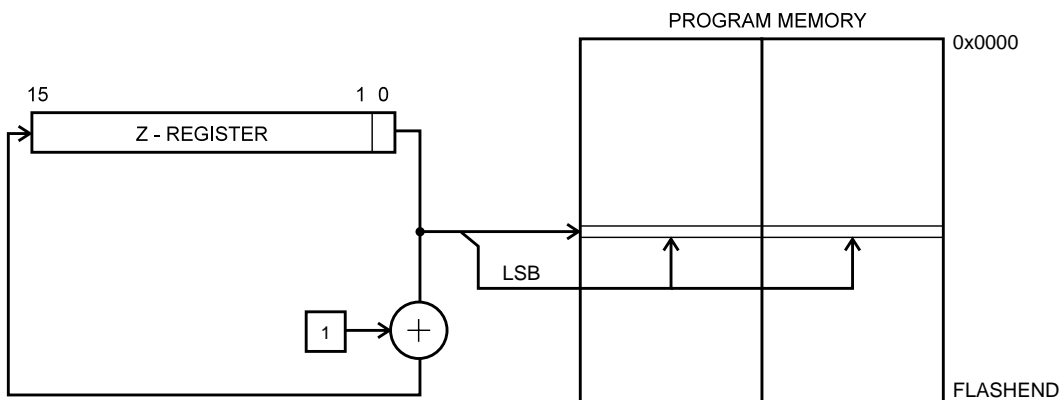 PROGRAM MEMORY
0x0000
15 1 0
Z - REGISTER
LSB
1
+
FLASHEND